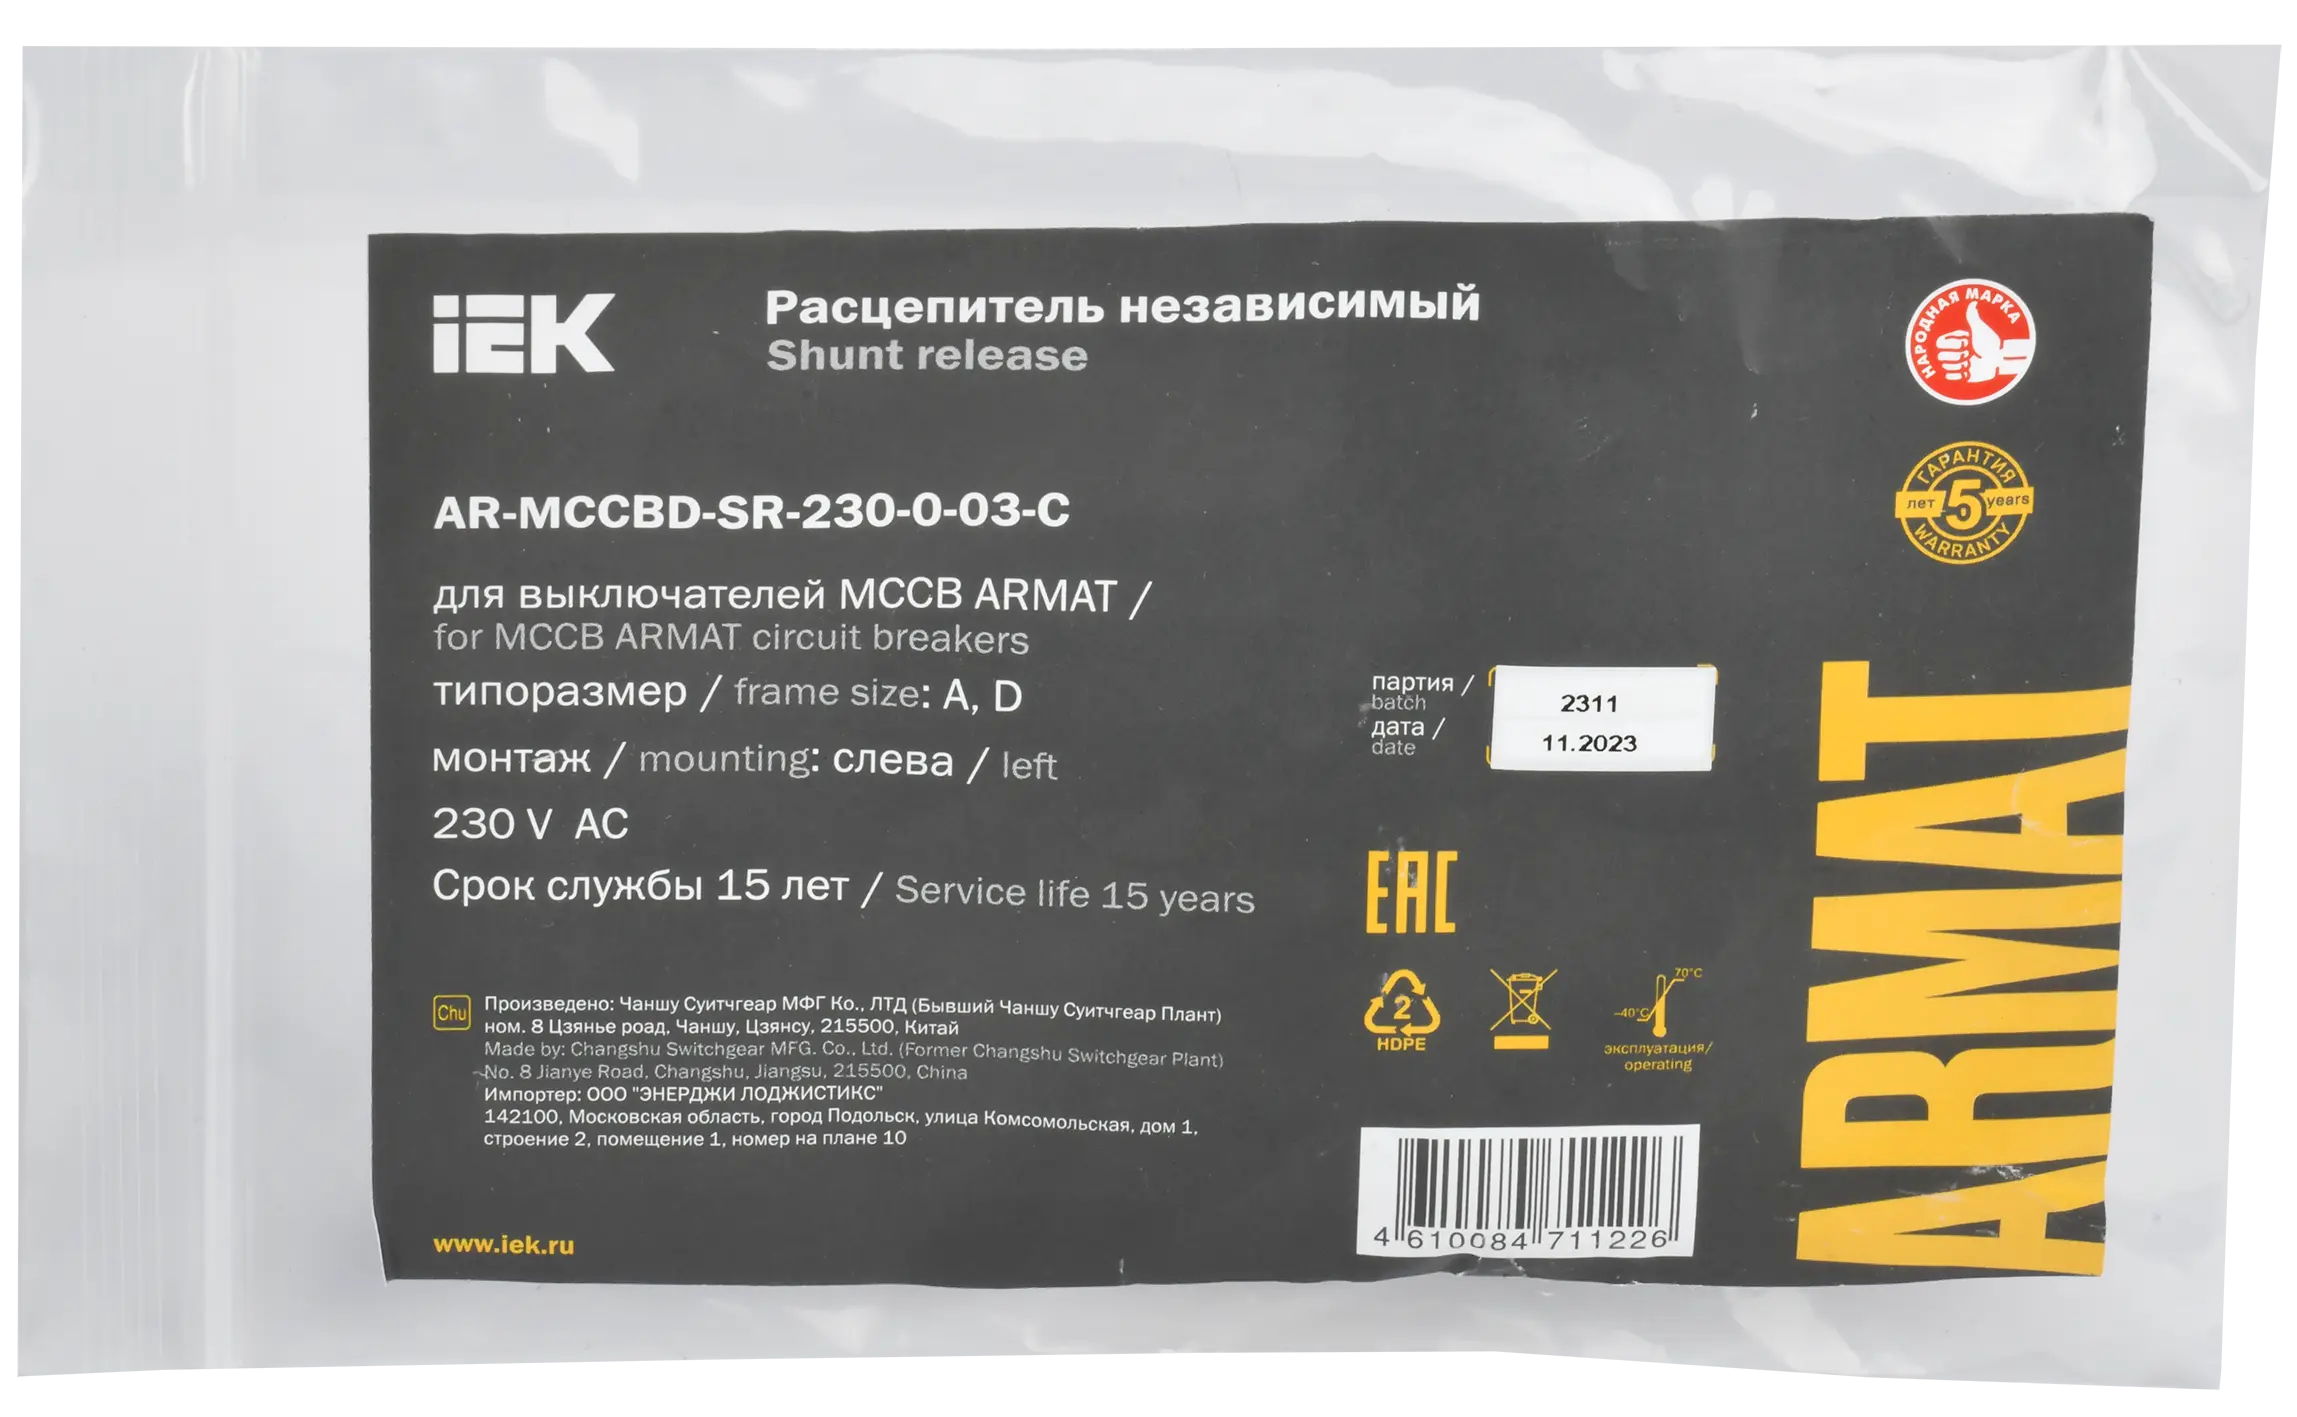 IEK
Расцепитель независимый
Shunt release
НАРОДНАЯ МАРКА
ГАРАНТИЯ
лет 5 years
WARRANTY
AR-MCCBD-SR-230-0-03-C
для выключателей MCCB ARMAT /
for MCCB ARMAT circuit breakers
типоразмер / frame size: A, D
монтаж / mounting: слева / left
230 V AC
Срок службы 15 лет / Service life 15 years
партия /
batch
2311
дата /
date
11.2023
ARMAT
EAC
2
HDPE
70°C
-40°C
эксплуатация/
operating
Chu
Произведено: Чаншу Суитчгеар МФГ Ко., ЛТД (Бывший Чаншу Суитчгеар Плант)
ном. 8 Цзянье роад, Чаншу, Цзянсу, 215500, Китай
Made by: Changshu Switchgear MFG. Co., Ltd. (Former Changshu Switchgear Plant)
No. 8 Jianye Road, Changshu, Jiangsu, 215500, China
Импортер: ООО "ЭНЕРДЖИ ЛОДЖИСТИКС"
142100, Московская область, город Подольск, улица Комсомольская, дом 1,
строение 2, помещение 1, номер на плане 10
www.iek.ru
4 610084 711226